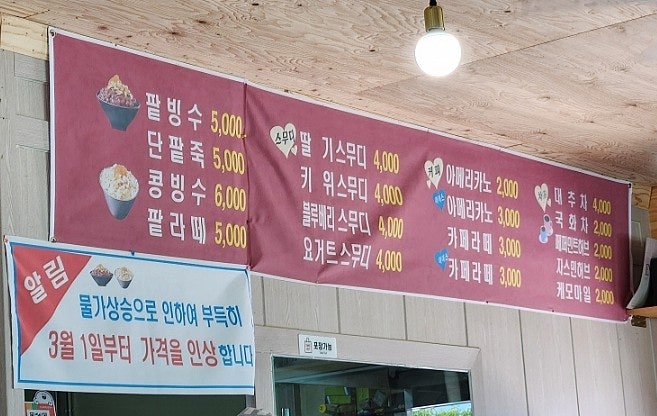 팥빙수 5,000
단팥죽 5,000
콩빙수 6,000
팥라떼 5,000
스무디
딸 기스무디 4,000
키 위스무디 4,000
블루베리스무디 4,000
요거트스무디 4,000
커피
아메리카노 2,000
아메리카노 3,000
카페라떼 3,000
카페라떼 3,000
대추차 4,000
국화차 2,000
페퍼민트허브 2,000
자스민허브 2,000
캐모마일 2,000
알림
물가상승으로 인하여 부득히
3월 1일부터 가격을 인상합니다
포장가능